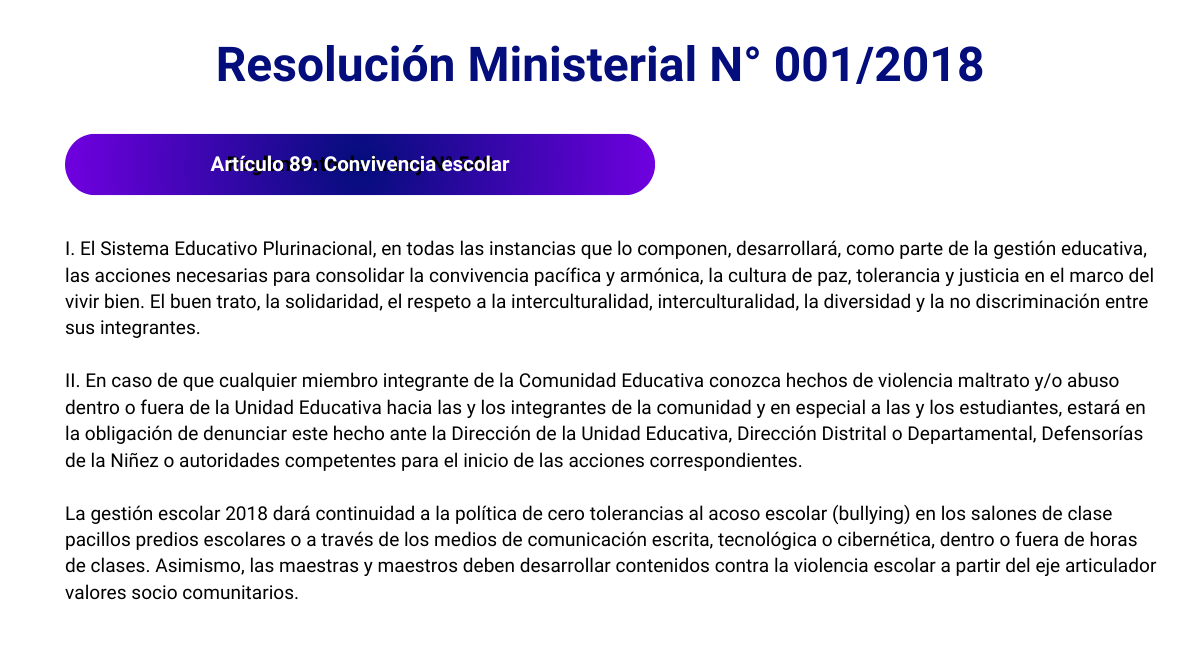 Resolución Ministerial N° 001/2018
Artículo 89. Convivencia escolar
I. El Sistema Educativo Plurinacional, en todas las instancias que lo componen, desarrollará, como parte de la gestión educativa,
las acciones necesarias para consolidar la convivencia pacífica y armónica, la cultura de paz, tolerancia y justicia en el marco del
vivir bien. El buen trato, la solidaridad, el respeto a la interculturalidad, interculturalidad, la diversidad y la no discriminación entre
sus integrantes.
II. En caso de que cualquier miembro integrante de la Comunidad Educativa conozca hechos de violencia maltrato y/o abuso
dentro o fuera de la Unidad Educativa hacia las y los integrantes de la comunidad y en especial a las y los estudiantes, estará en
la obligación de denunciar este hecho ante la Dirección de la Unidad Educativa, Dirección Distrital o Departamental, Defensorías
de la Niñez o autoridades competentes para el inicio de las acciones correspondientes.
La gestión escolar 2018 dará continuidad a la política de cero tolerancias al acoso escolar (bullying) en los salones de clase
pacillos predios escolares o a través de los medios de comunicación escrita, tecnológica o cibernética, dentro o fuera de horas
de clases. Asimismo, las maestras y maestros deben desarrollar contenidos contra la violencia escolar a partir del eje articulador
valores socio comunitarios.